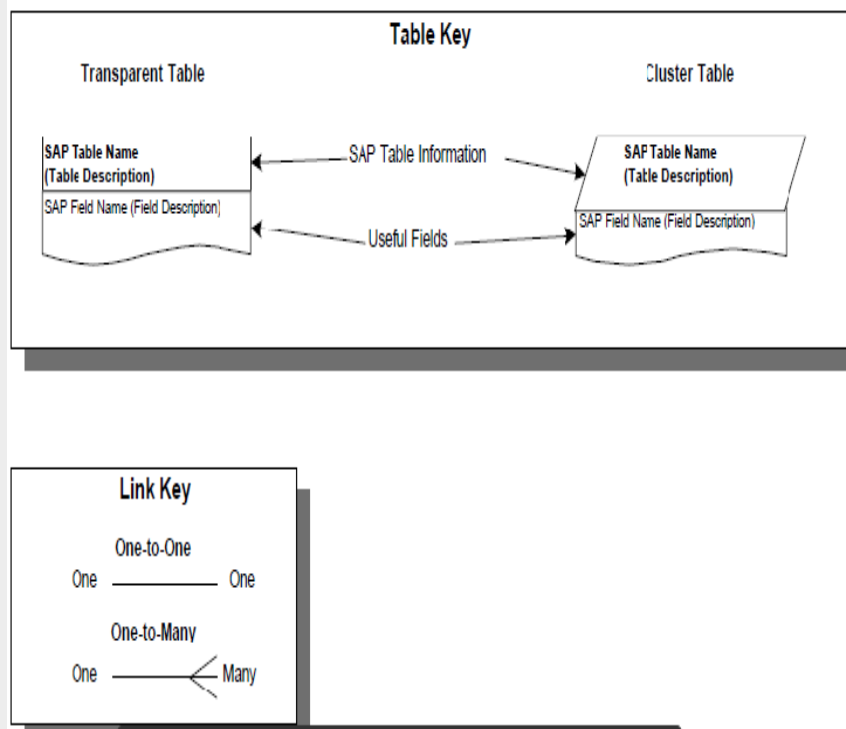 Table Key
Transparent Table
Cluster Table
SAP Table Name
(Table Description)
SAP Field Name (Field Description)
SAP Table Information
Useful Fields
SAP Table Name
(Table Description)
SAP Field Name (Field Description)
Link Key
One-to-One
One One
One-to-Many
One Many